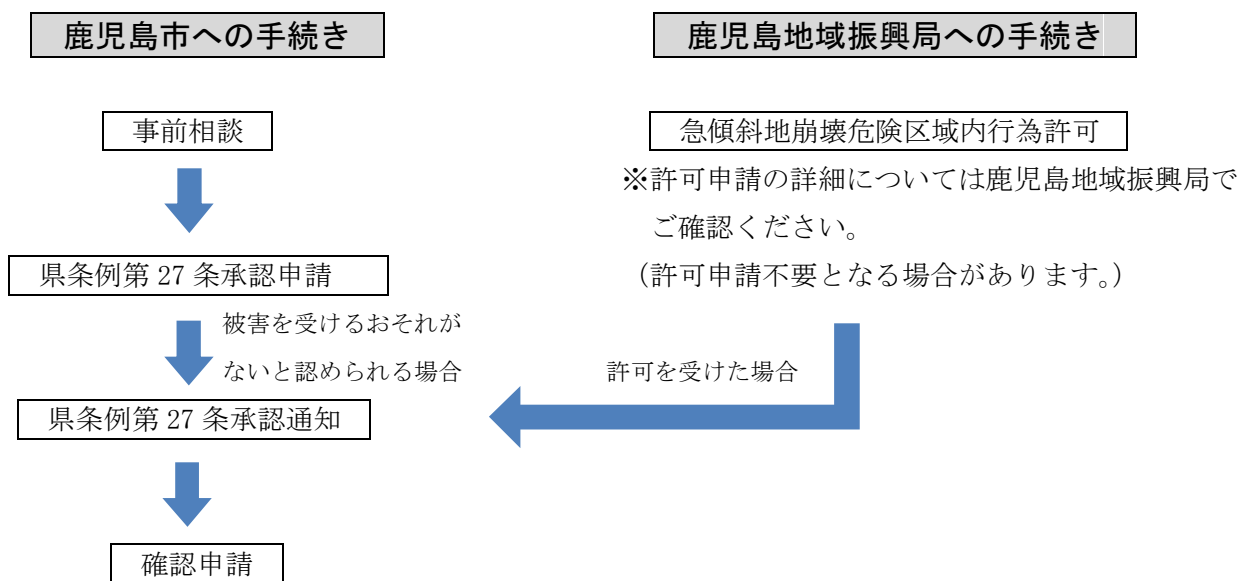 鹿児島市への手続き
鹿児島地域振興局への手続き
事前相談
急傾斜地崩壊危険区域内行為許可
※許可申請の詳細については鹿児島地域振興局で
ご確認ください。
（許可申請不要となる場合があります。）
県条例第 27 条承認申請
被害を受けるおそれが
ないと認められる場合
許可を受けた場合
県条例第 27 条承認通知
確認申請